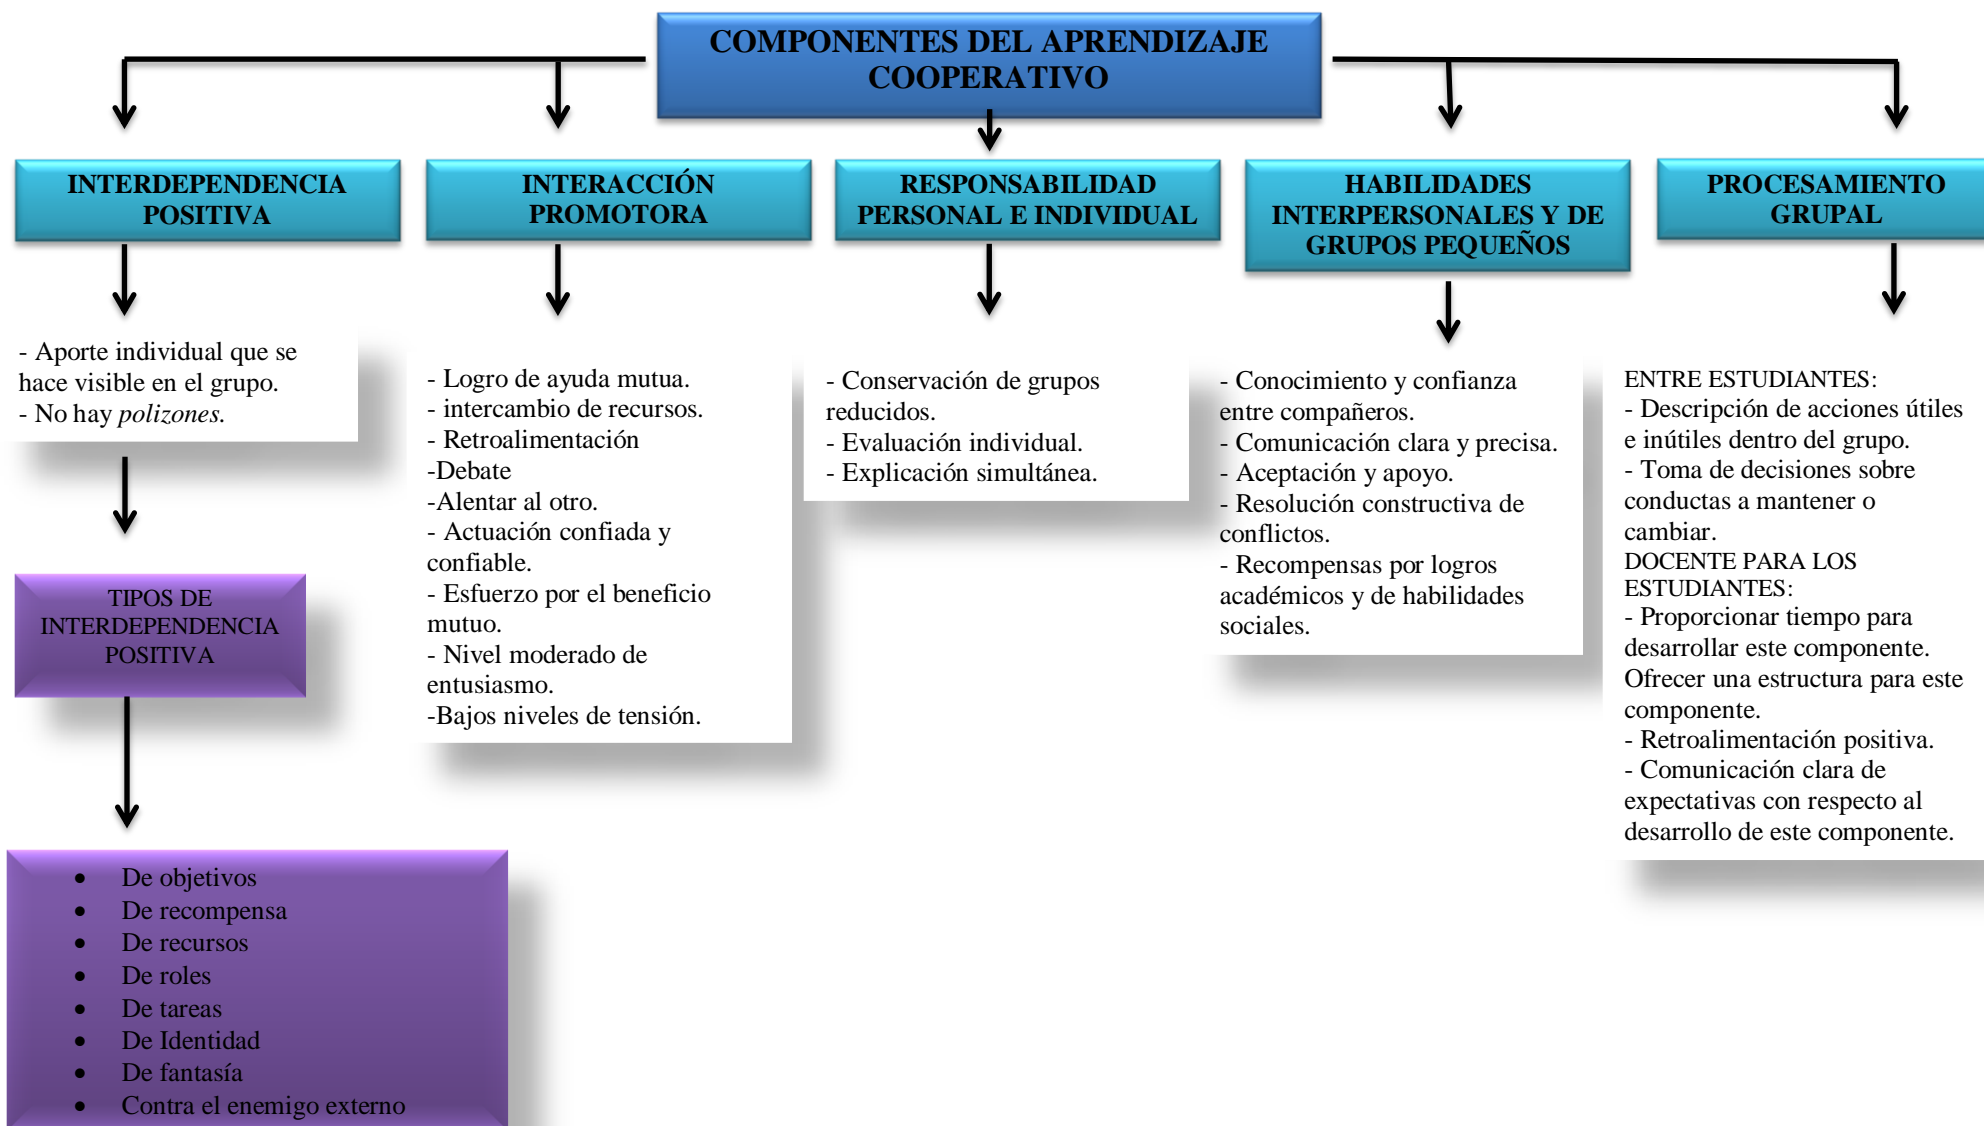 COMPONENTES DEL APRENDIZAJE
COOPERATIVO
INTERDEPENDENCIA
POSITIVA
- Aporte individual que se
hace visible en el grupo.
- No hay polizones.
TIPOS DE
INTERDEPENDENCIA
POSITIVA
• De objetivos
• De recompensa
• De recursos
• De roles
• De tareas
• De Identidad
• De fantasía
• Contra el enemigo externo
INTERACCIÓN
PROMOTORA
- Logro de ayuda mutua.
- intercambio de recursos.
- Retroalimentación
-Debate
-Alentar al otro.
- Actuación confiada y
confiable.
- Esfuerzo por el beneficio
mutuo.
- Nivel moderado de
entusiasmo.
-Bajos niveles de tensión.
RESPONSABILIDAD
PERSONAL E INDIVIDUAL
- Conservación de grupos
reducidos.
- Evaluación individual.
- Explicación simultánea.
HABILIDADES
INTERPERSONALES Y DE
GRUPOS PEQUEÑOS
- Conocimiento y confianza
entre compañeros.
- Comunicación clara y precisa.
- Aceptación y apoyo.
- Resolución constructiva de
conflictos.
- Recompensas por logros
académicos y de habilidades
sociales.
PROCESAMIENTO
GRUPAL
ENTRE ESTUDIANTES:
- Descripción de acciones útiles
e inútiles dentro del grupo.
- Toma de decisiones sobre
conductas a mantener o
cambiar.
DOCENTE PARA LOS
ESTUDIANTES:
- Proporcionar tiempo para
desarrollar este componente.
Ofrecer una estructura para este
componente.
- Retroalimentación positiva.
- Comunicación clara de
expectativas con respecto al
desarrollo de este componente.